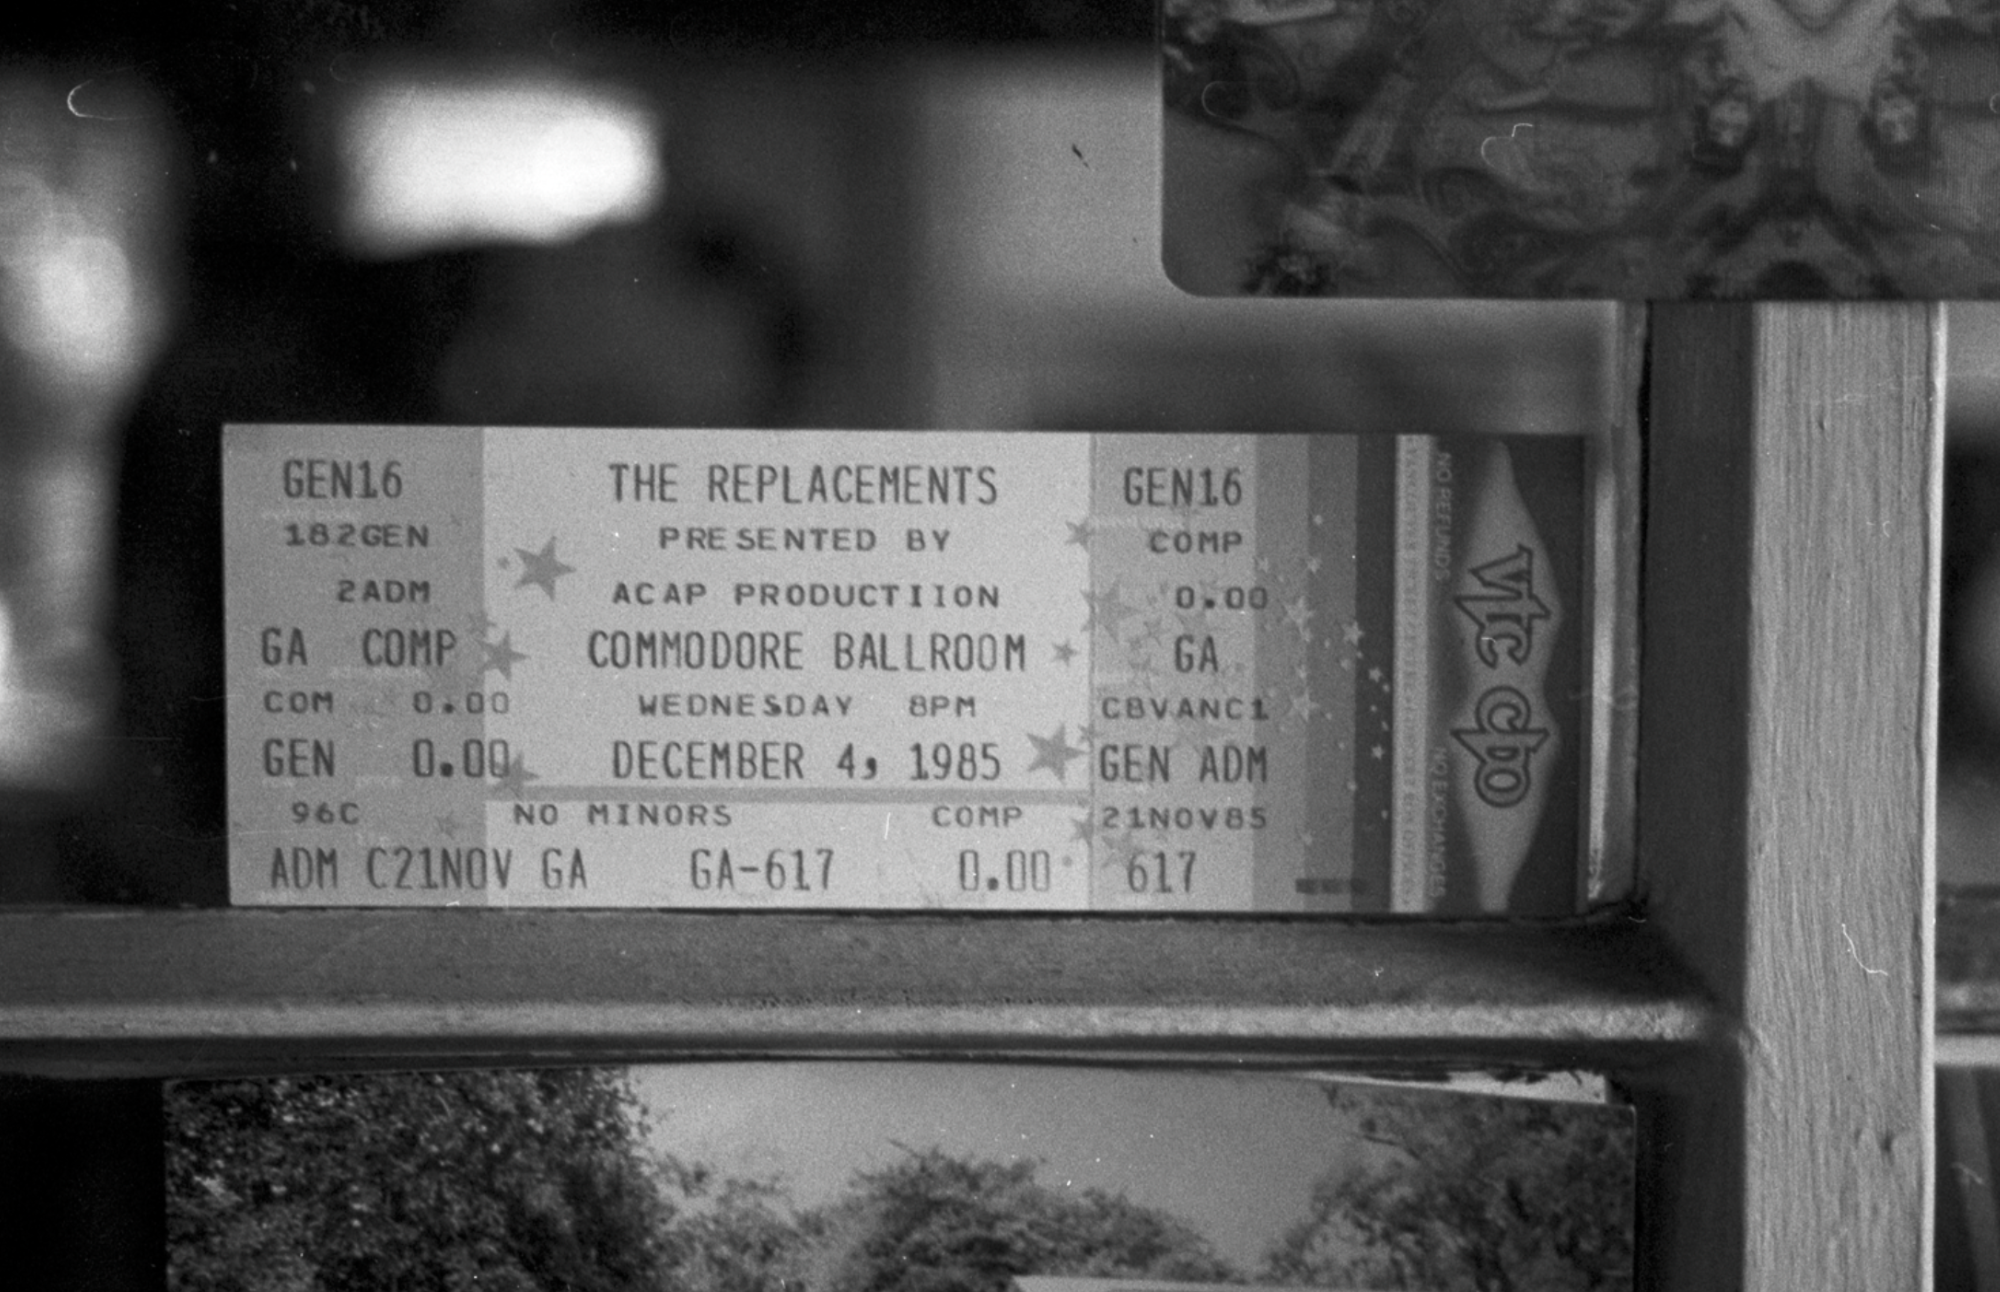 GEN16 THE REPLACEMENTS GEN16
182GEN PRESENTED BY COMP
2ADM ACAP PRODUCTIION 0.00
GA COMP COMMODORE BALLROOM GA
COM 0.00 WEDNESDAY 8PM CBVANC1
GEN 0.00 DECEMBER 4, 1985 GEN ADM
96C NO MINORS COMP 21NOV85
ADM C21NOV GA GA-617 0.00 617
NO REFUNDS
NO EXCHANGES
vtc cbo